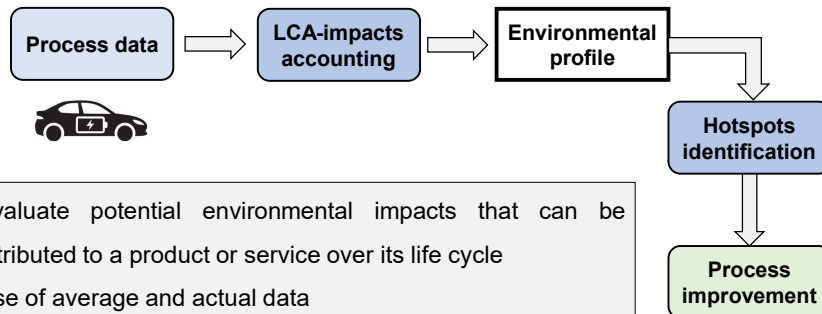 Process data
LCA-impacts
accounting
Environmental
profile
Hotspots
identification
valuate potential environmental impacts that can be
tributed to a product or service over its life cycle
se of average and actual data
Process
improvement